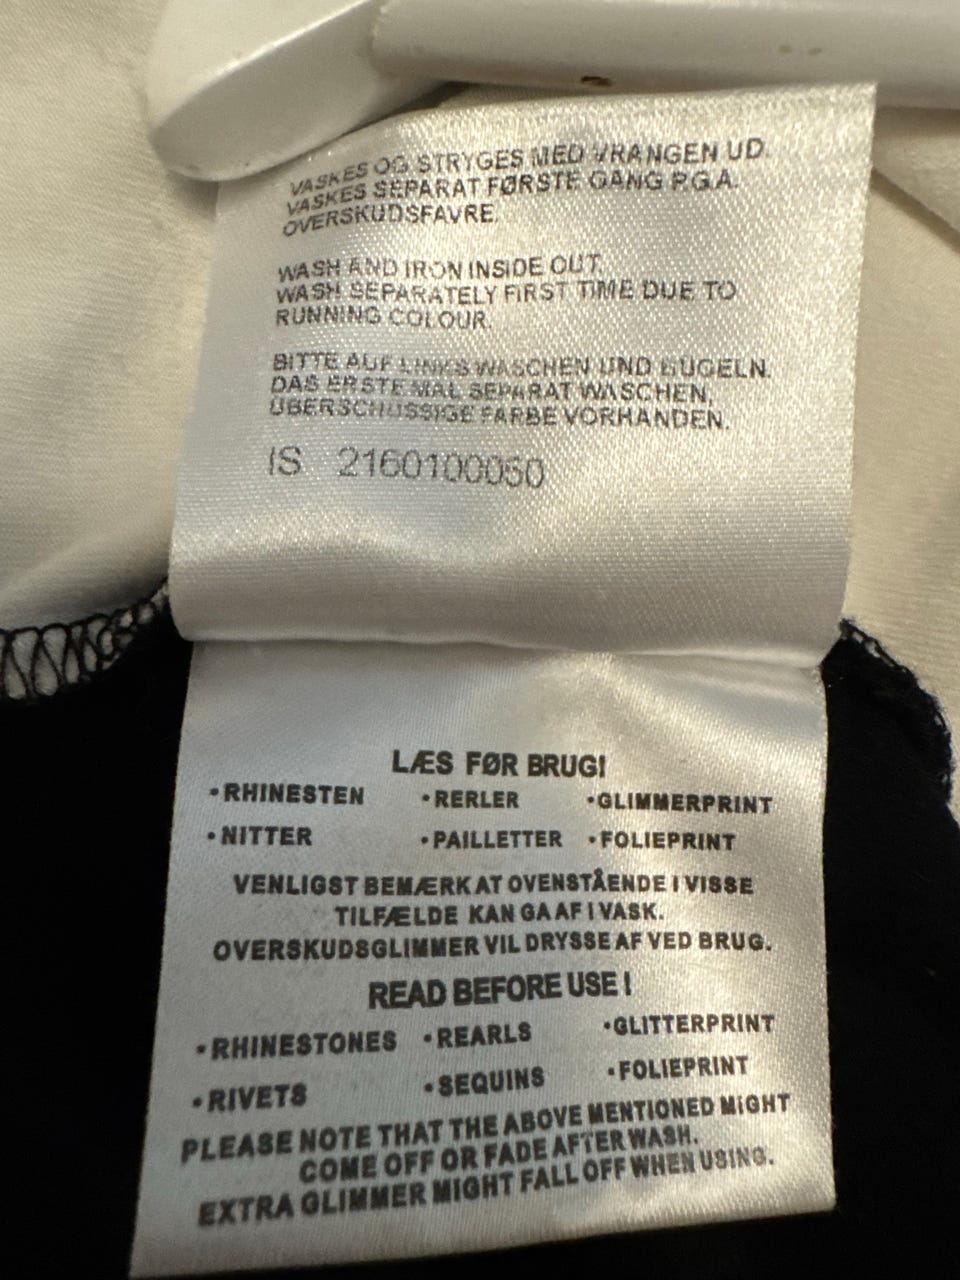 VASKES OG STRYGES MED VRANGEN UD.
VASKES SEPARAT FØRSTE GANG P.G.A.
OVERSKUDSFAVRE.
WASH AND IRON INSIDE OUT.
WASH SEPARATELY FIRST TIME DUE TO
RUNNING COLOUR.
BITTE AUF LINKS WASCHEN UND BÜGELN.
DAS ERSTE MAL SEPARAT WASCHEN,
ÜBERSCHÜSSIGE FARBE VORHANDEN.
IS 2160100050
LÆS FØR BRUG!
•RHINESTEN •RERLER •GLIMMERPRINT
•NITTER •PAILLETTER •FOLIEPRINT
VENLIGST BEMÆRK AT OVENSTÅENDE I VISSE
TILFÆLDE KAN GA AF I VASK.
OVERSKUDSGLIMMER VIL DRYSSE AF VED BRUG.
READ BEFORE USE !
•RHINESTONES •REARLS •GLITTERPRINT
•RIVETS •SEQUINS •FOLIEPRINT
PLEASE NOTE THAT THE ABOVE MENTIONED MIGHT
COME OFF OR FADE AFTER WASH.
EXTRA GLIMMER MIGHT FALL OFF WHEN USING.